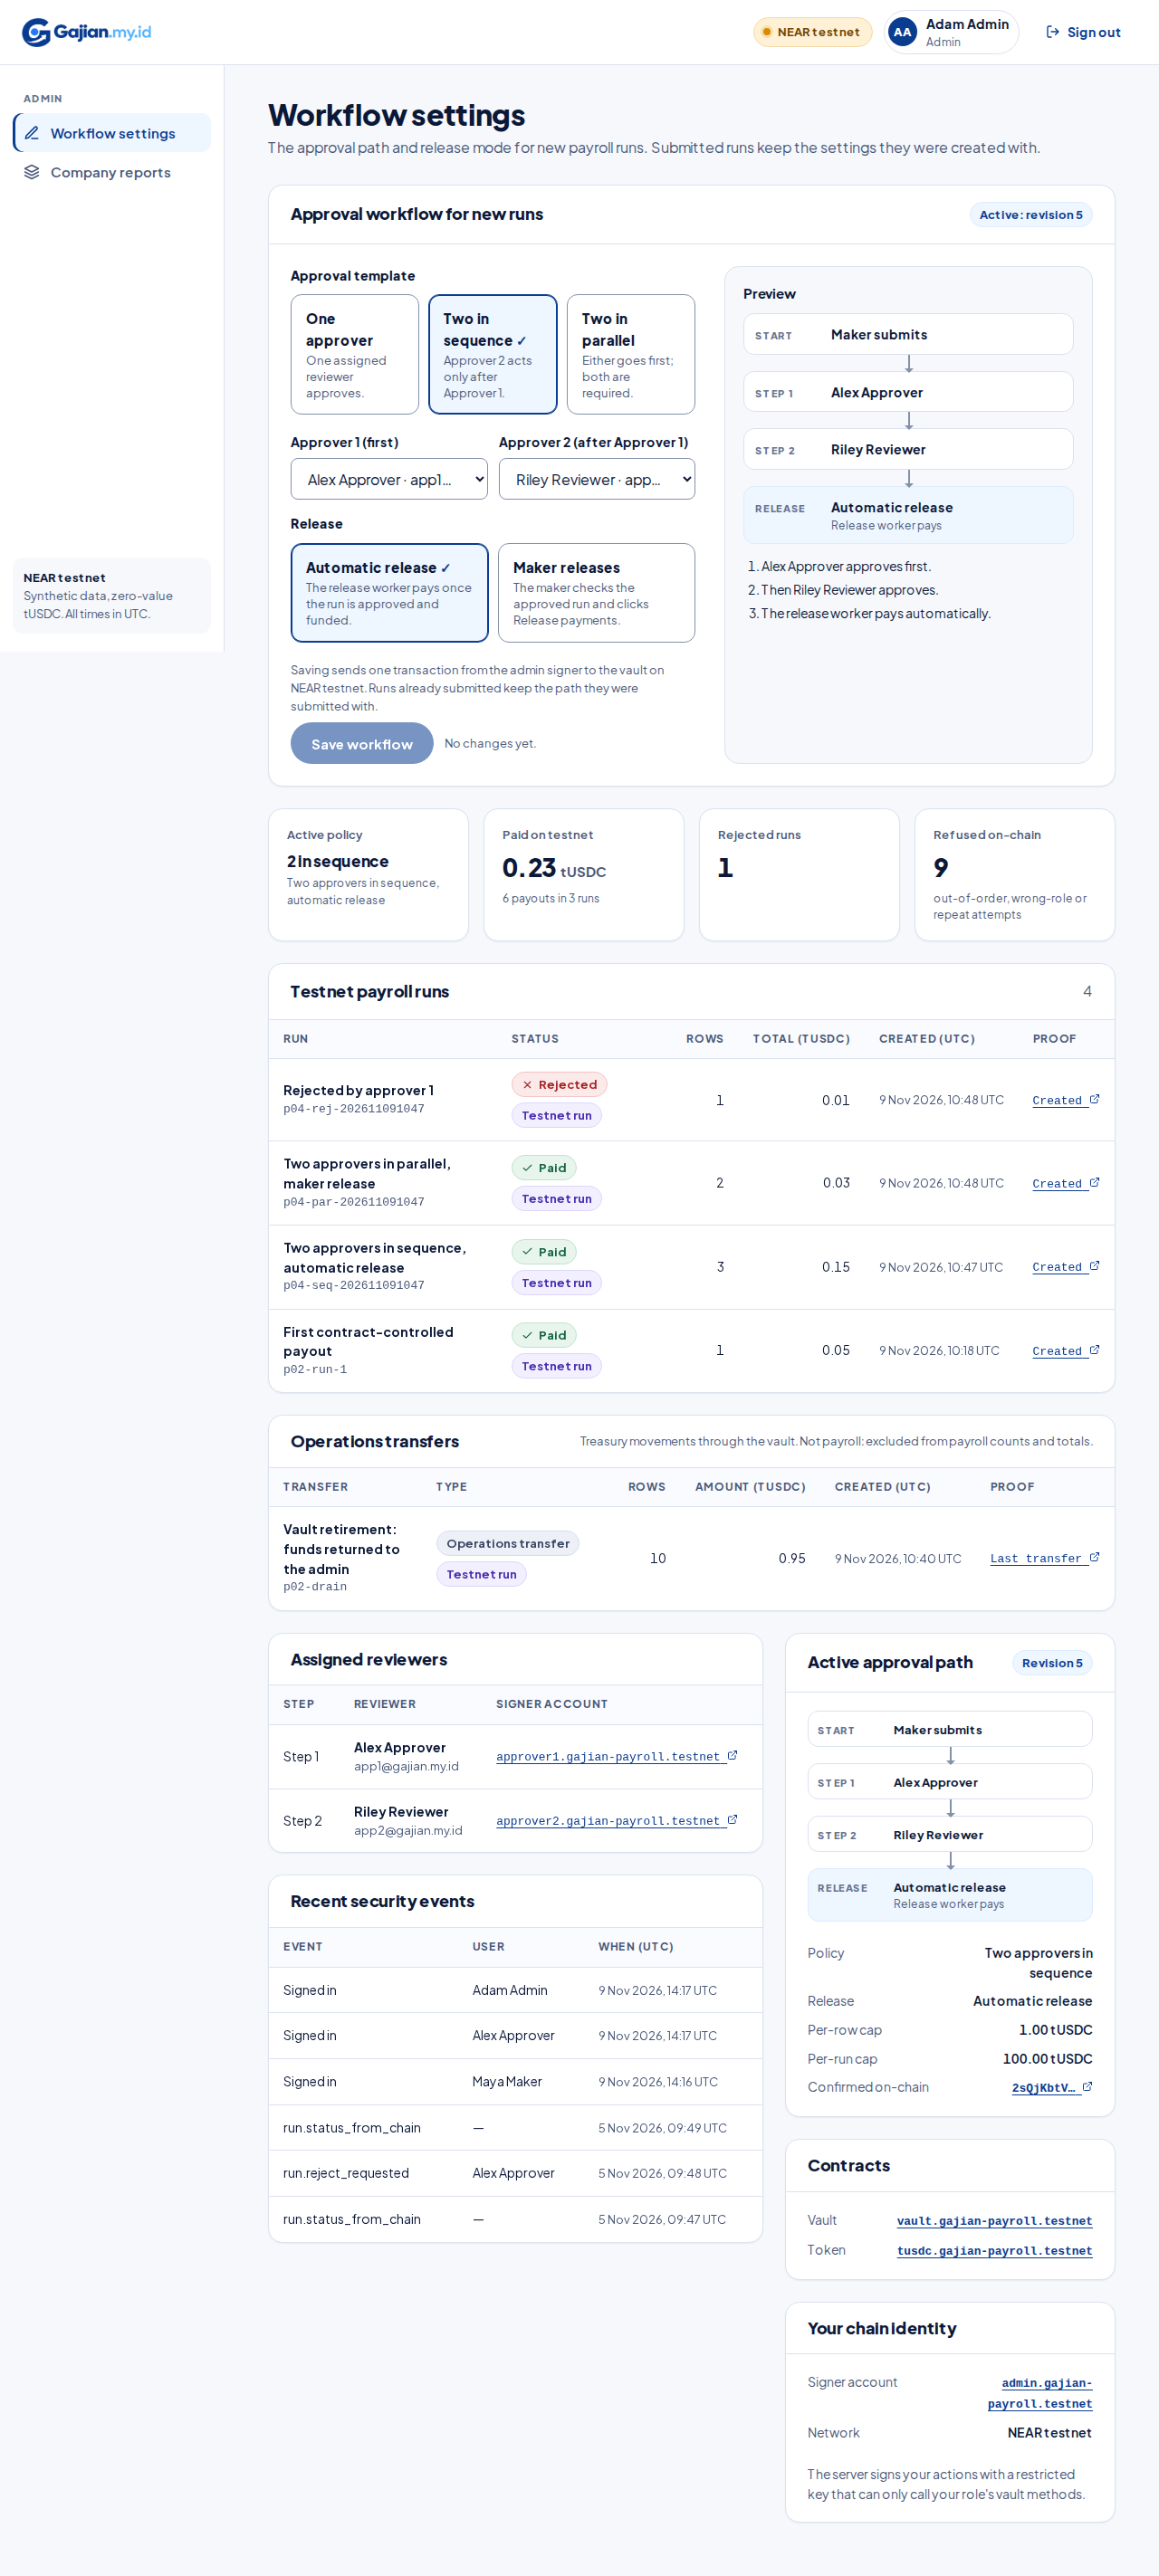 Gajian.my.id
NEAR testnet
AA
Adam Admin
Admin
Sign out
ADMIN
Workflow settings
Company reports
NEAR testnet
Synthetic data, zero-value
tUSDC. All times in UTC.
Workflow settings
The approval path and release mode for new payroll runs. Submitted runs keep the settings they were created with.
Approval workflow for new runs
Active: revision 5
Approval template
One
approver
One assigned
reviewer
approves.
Two in
sequence ✓
Approver 2 acts
only after
Approver 1.
Two in
parallel
Either goes first;
both are
required.
Approver 1 (first)
Alex Approver · app1...
Approver 2 (after Approver 1)
Riley Reviewer · app...
Release
Automatic release ✓
The release worker pays once
the run is approved and
funded.
Maker releases
The maker checks the
approved run and clicks
Release payments.
Saving sends one transaction from the admin signer to the vault on
NEAR testnet. Runs already submitted keep the path they were
submitted with.
Save workflow
No changes yet.
Preview
START Maker submits
STEP 1 Alex Approver
STEP 2 Riley Reviewer
RELEASE Automatic release
Release worker pays
1. Alex Approver approves first.
2. Then Riley Reviewer approves.
3. The release worker pays automatically.
Active policy
2 in sequence
Two approvers in sequence,
automatic release
Paid on testnet
0.23 tUSDC
6 payouts in 3 runs
Rejected runs
1
Refused on-chain
9
out-of-order, wrong-role or
repeat attempts
Testnet payroll runs
4
RUN STATUS ROWS TOTAL (TUSDC) CREATED (UTC) PROOF
Rejected by approver 1
p04-rej-202611091047
Rejected
Testnet run
1 0.01 9 Nov 2026, 10:48 UTC Created
Two approvers in parallel,
maker release
p04-par-202611091047
Paid
Testnet run
2 0.03 9 Nov 2026, 10:48 UTC Created
Two approvers in sequence,
automatic release
p04-seq-202611091047
Paid
Testnet run
3 0.15 9 Nov 2026, 10:47 UTC Created
First contract-controlled
payout
p02-run-1
Paid
Testnet run
1 0.05 9 Nov 2026, 10:18 UTC Created
Operations transfers
Treasury movements through the vault. Not payroll: excluded from payroll counts and totals.
TRANSFER TYPE ROWS AMOUNT (TUSDC) CREATED (UTC) PROOF
Vault retirement:
funds returned to
the admin
p02-drain
Operations transfer
Testnet run
10 0.95 9 Nov 2026, 10:40 UTC Last transfer
Assigned reviewers
STEP REVIEWER SIGNER ACCOUNT
Step 1 Alex Approver approver1.gajian-payroll.testnet
app1@gajian.my.id
Step 2 Riley Reviewer approver2.gajian-payroll.testnet
app2@gajian.my.id
Recent security events
EVENT USER WHEN (UTC)
Signed in Adam Admin 9 Nov 2026, 14:17 UTC
Signed in Alex Approver 9 Nov 2026, 14:17 UTC
Signed in Maya Maker 9 Nov 2026, 14:16 UTC
run.status_from_chain — 5 Nov 2026, 09:49 UTC
run.reject_requested Alex Approver 5 Nov 2026, 09:48 UTC
run.status_from_chain — 5 Nov 2026, 09:47 UTC
Active approval path
Revision 5
START Maker submits
STEP 1 Alex Approver
STEP 2 Riley Reviewer
RELEASE Automatic release
Release worker pays
Policy Two approvers in
sequence
Release Automatic release
Per-row cap 1.00 tUSDC
Per-run cap 100.00 tUSDC
Confirmed on-chain 2sQjKbtV…
Contracts
Vault vault.gajian-payroll.testnet
Token tusdc.gajian-payroll.testnet
Your chain identity
Signer account admin.gajian-
payroll.testnet
Network NEAR testnet
The server signs your actions with a restricted
key that can only call your role's vault methods.